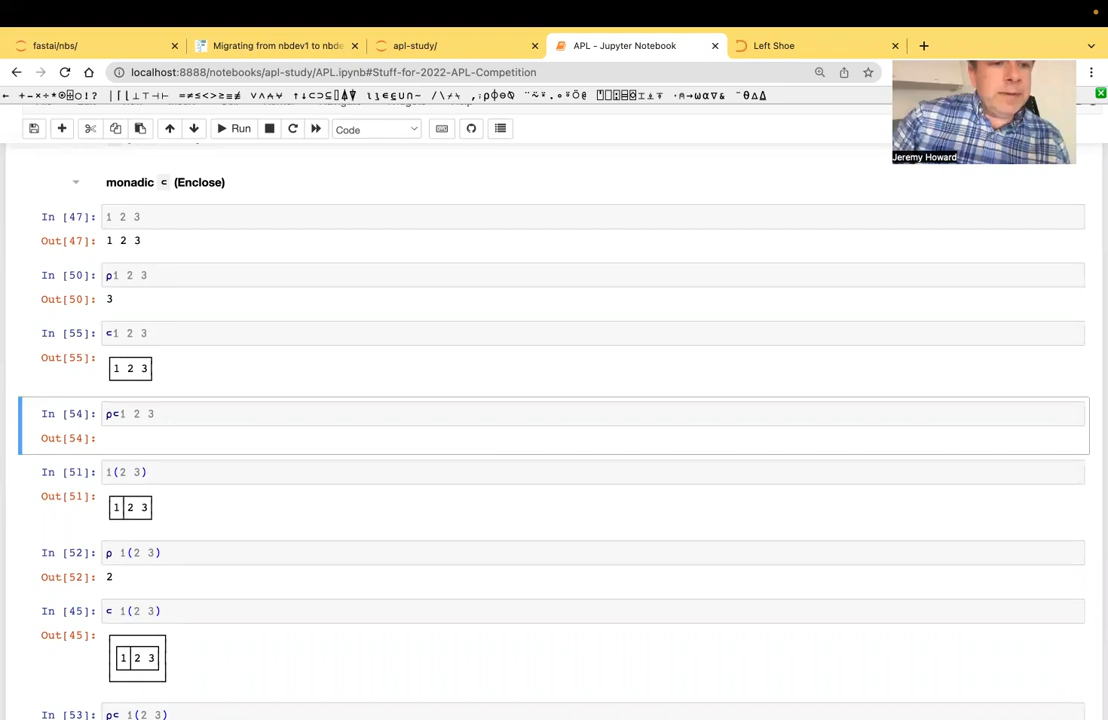 fastai/nbs/
Migrating from nbdev1 to nbde
apl-study/
APL - Jupyter Notebook
Left Shoe
localhost:8888/notebooks/apl-study/APL.ipynb#Stuff-for-2022-APL-Competition
Run
Code
Jeremy Howard
monadic ⊂ (Enclose)
In [47]: 1 2 3
Out[47]: 1 2 3
In [50]: ⍴1 2 3
Out[50]: 3
In [55]: ⊂1 2 3
Out[55]:
1 2 3
In [54]: ⍴⊂1 2 3
Out[54]:
In [51]: 1(2 3)
Out[51]:
1 2 3
In [52]: ⍴ 1(2 3)
Out[52]: 2
In [45]: ⊂ 1(2 3)
Out[45]:
1 2 3
In [53]: ⍴⊂ 1(2 3)